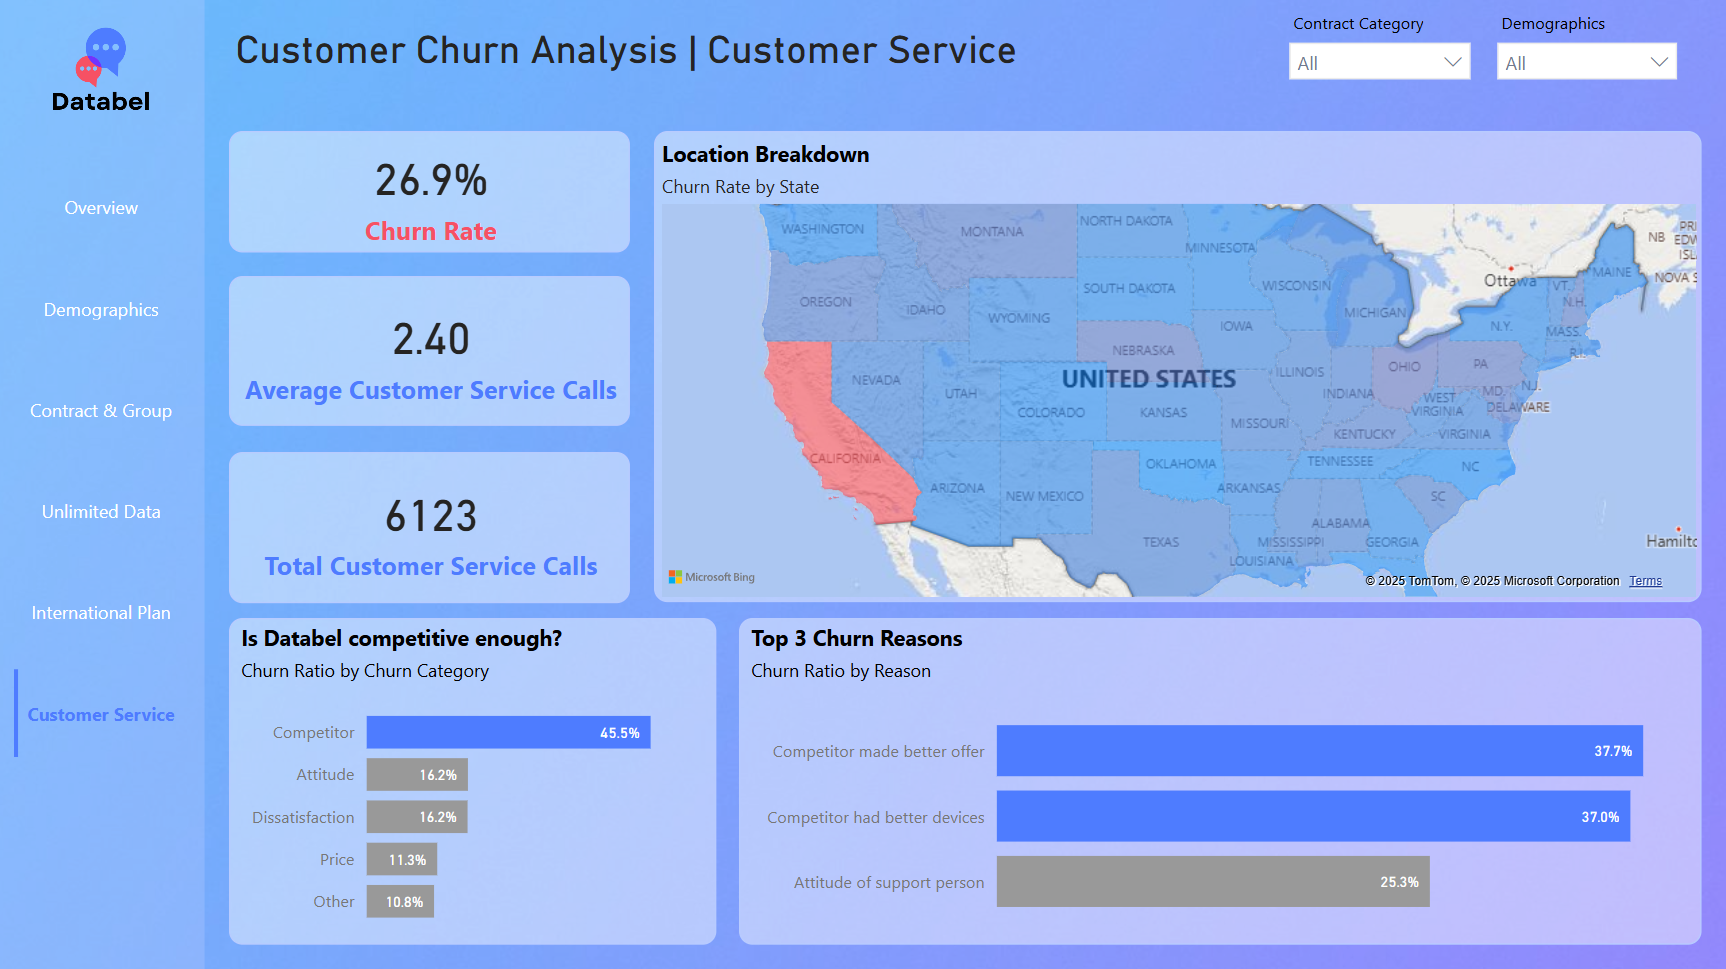 Databel
Overview
Demographics
Contract & Group
Unlimited Data
International Plan
Customer Service
Customer Churn Analysis | Customer Service
Contract Category
All
Demographics
All
26.9%
Churn Rate
2.40
Average Customer Service Calls
6123
Total Customer Service Calls
Location Breakdown
Churn Rate by State
WASHINGTON
MONTANA
NORTH DAKOTA
MINNESOTA
OREGON
IDAHO
WYOMING
SOUTH DAKOTA
WISCONSIN
MICHIGAN
IOWA
NEBRASKA
UNITED STATES
NEVADA
UTAH
COLORADO
KANSAS
ILLINOIS
INDIANA
OHIO
PA
N.Y.
VT.
N.H.
MAINE
MASS.
R.I.
N.J.
MD.
DELAWARE
WEST
VIRGINIA
VIRGINIA
KENTUCKY
MISSOURI
CALIFORNIA
ARIZONA
NEW MEXICO
OKLAHOMA
ARKANSAS
TENNESSEE
NC
SC
ALABAMA
MISSISSIPPI
GEORGIA
LOUISIANA
TEXAS
Ottawa
NB
PRI
EDW
ISL
NOVA S
Hamilto
Microsoft Bing
© 2025 TomTom, © 2025 Microsoft Corporation Terms
Is Databel competitive enough?
Churn Ratio by Churn Category
Competitor 45.5%
Attitude 16.2%
Dissatisfaction 16.2%
Price 11.3%
Other 10.8%
Top 3 Churn Reasons
Churn Ratio by Reason
Competitor made better offer 37.7%
Competitor had better devices 37.0%
Attitude of support person 25.3%